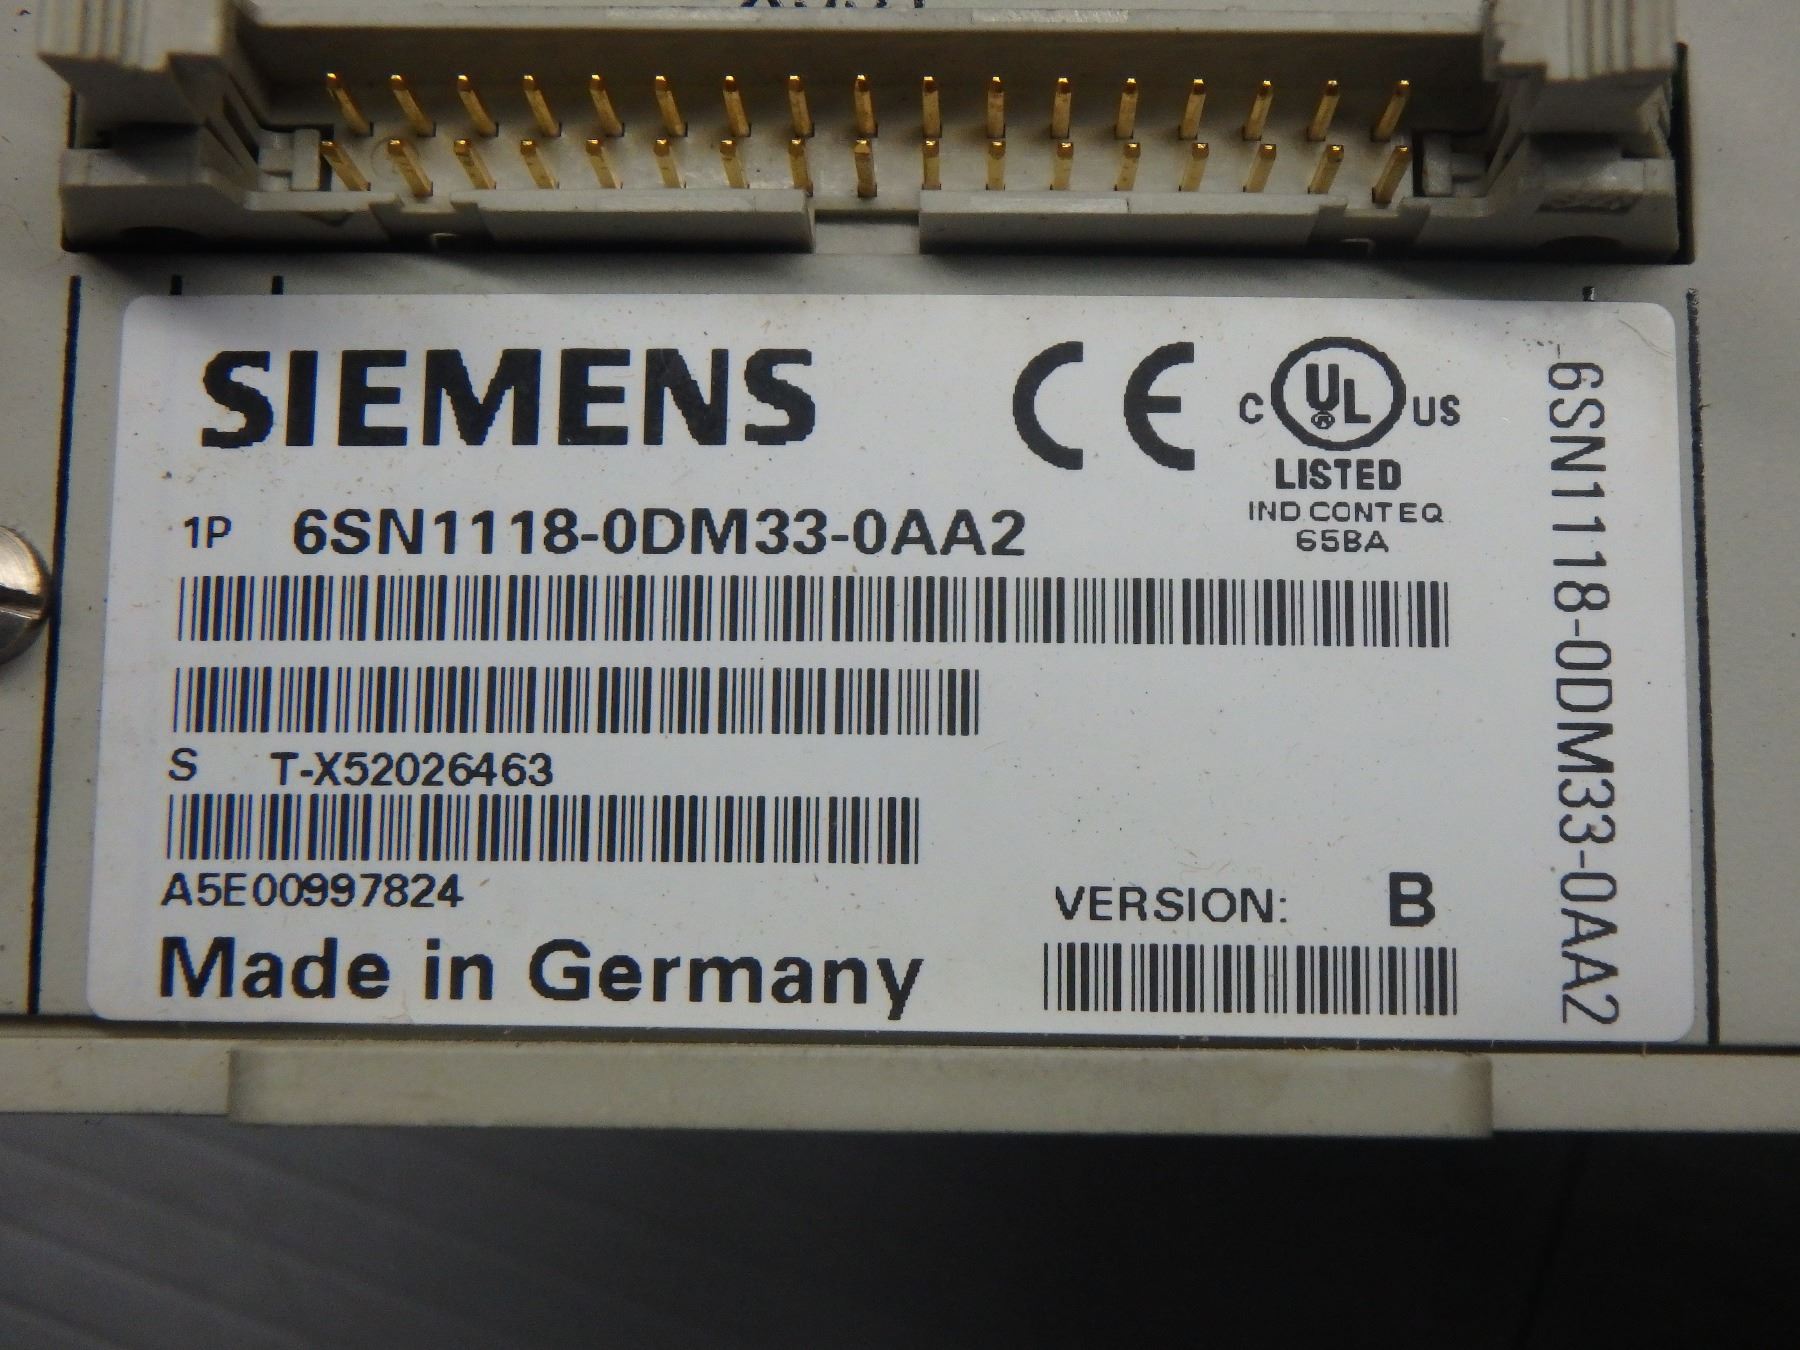 SIEMENS
C UL US
LISTED
IND CONT EQ
65BA
1P 6SN1118-0DM33-0AA2
S T-X52026463
A5E00997824
VERSION: B
Made in Germany
6SN1118-0DM33-0AA2